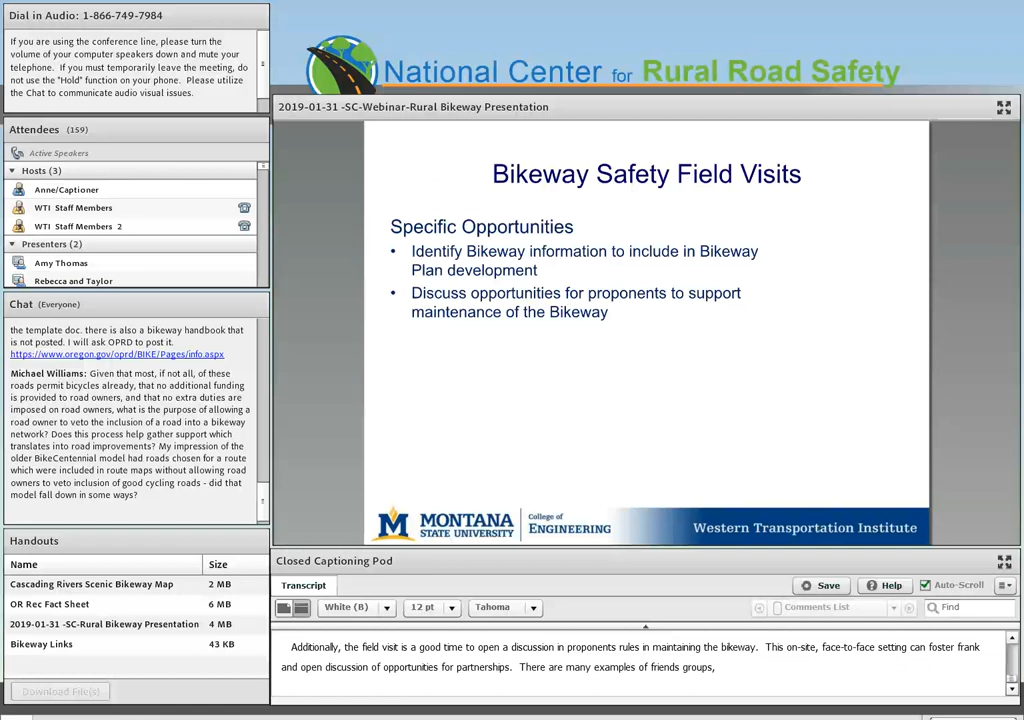 Dial in Audio: 1-866-749-7984
If you are using the conference line, please turn the
volume of your computer speakers down and mute your
telephone. If you must temporarily leave the meeting, do
not use the "Hold" function on your phone. Please utilize
the Chat to communicate audio visual issues.
National Center for Rural Road Safety
2019-01-31 -SC-Webinar-Rural Bikeway Presentation
Attendees (159)
Active Speakers
Hosts (3)
Anne/Captioner
WTI Staff Members
WTI Staff Members 2
Presenters (2)
Amy Thomas
Rebecca and Taylor
Bikeway Safety Field Visits
Specific Opportunities
• Identify Bikeway information to include in Bikeway
Plan development
• Discuss opportunities for proponents to support
maintenance of the Bikeway
Chat (Everyone)
the template doc. there is also a bikeway handbook that
is not posted. I will ask OPRD to post it.
https://www.oregon.gov/oprd/BIKE/Pages/info.aspx
Michael Williams: Given that most, if not all, of these
roads permit bicycles already, that no additional funding
is provided to road owners, and that no extra duties are
imposed on road owners, what is the purpose of allowing a
road owner to veto the inclusion of a road into a bikeway
network? Does this process help gather support which
translates into road improvements? My impression of the
older BikeCentennial model had roads chosen for a route
which were included in route maps without allowing road
owners to veto inclusion of good cycling roads - did that
model fall down in some ways?
M MONTANA
STATE UNIVERSITY
College of
ENGINEERING
Western Transportation Institute
Handouts
Name Size
Cascading Rivers Scenic Bikeway Map 2 MB
OR Rec Fact Sheet 6 MB
2019-01-31 -SC-Rural Bikeway Presentation 4 MB
Bikeway Links 43 KB
Download File(s)
Closed Captioning Pod
Transcript Save Help Auto-Scroll
White (B) 12 pt Tahoma Comments List Find
Additionally, the field visit is a good time to open a discussion in proponents rules in maintaining the bikeway. This on-site, face-to-face setting can foster frank
and open discussion of opportunities for partnerships. There are many examples of friends groups,